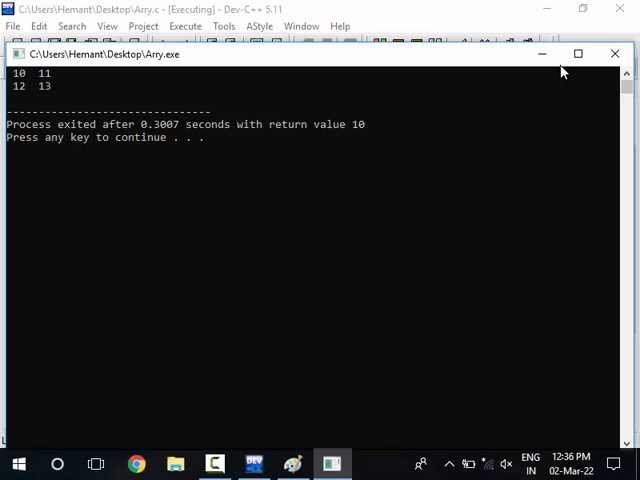 C:\Users\Hemant\Desktop\Arry.c - [Executing] - Dev-C++ 5.11
File Edit Search View Project Execute Tools AStyle Window Help
C:\Users\Hemant\Desktop\Arry.exe
10 11
12 13
--------------------------------
Process exited after 0.3007 seconds with return value 10
Press any key to continue . . .
DEV
ENG
IN
12:36 PM
02-Mar-22